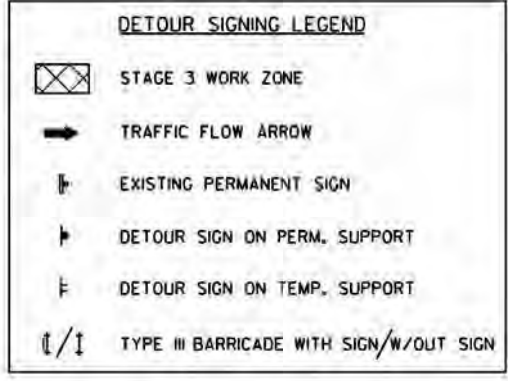 DETOUR SIGNING LEGEND
STAGE 3 WORK ZONE
TRAFFIC FLOW ARROW
EXISTING PERMANENT SIGN
DETOUR SIGN ON PERM. SUPPORT
DETOUR SIGN ON TEMP. SUPPORT
TYPE III BARRICADE WITH SIGN/W/OUT SIGN